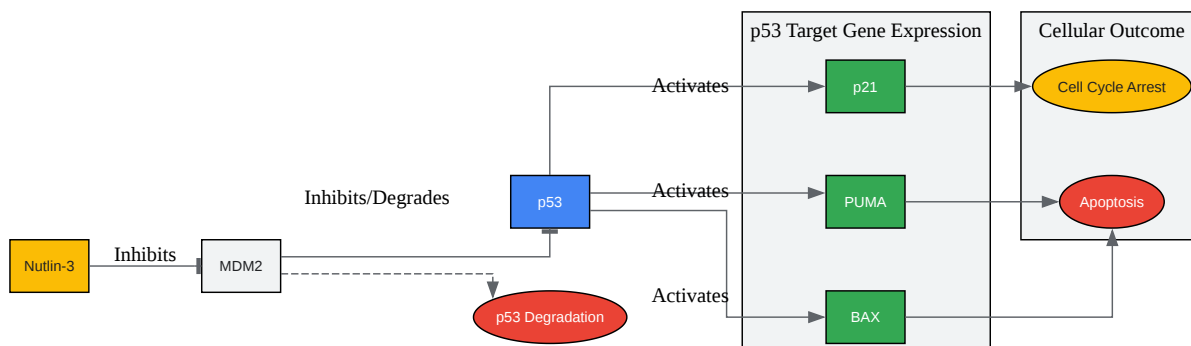 p53 Target Gene Expression
Cellular Outcome
Activates
p21
Cell Cycle Arrest
Inhibits/Degrades
p53
Activates
PUMA
Apoptosis
Nutlin-3
Inhibits
MDM2
p53 Degradation
Activates
BAX